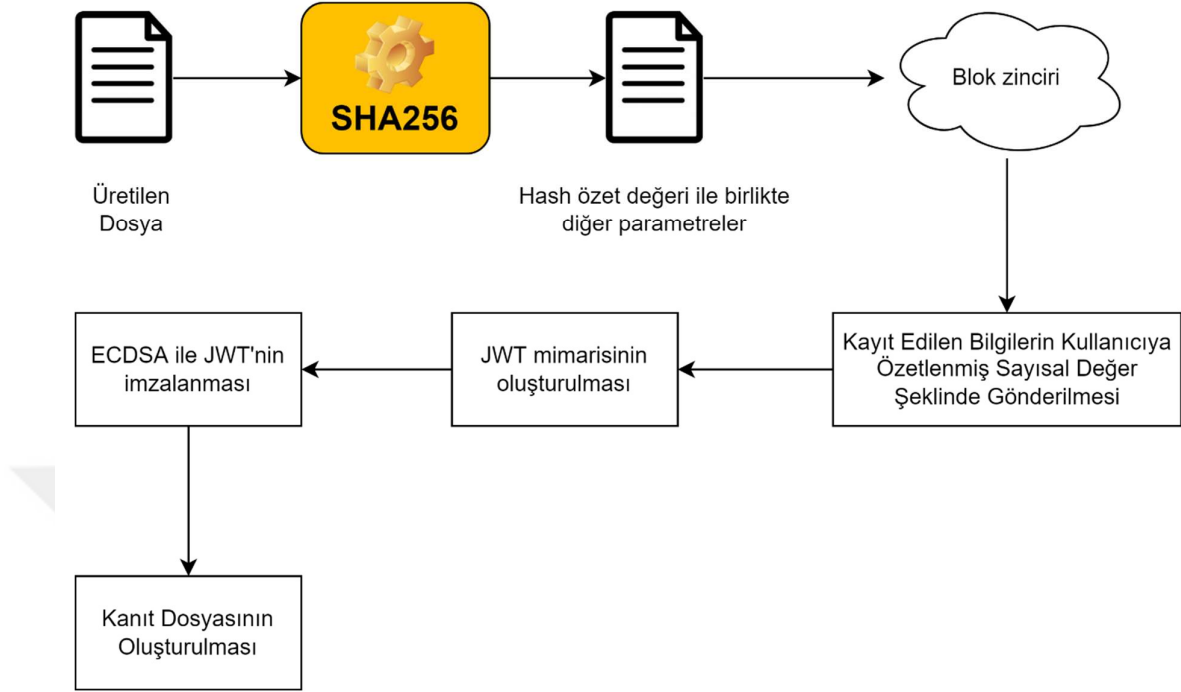 SHA256
Blok zinciri
Üretilen
Dosya
Hash özet değeri ile birlikte
diğer parametreler
ECDSA ile JWT'nin
imzalanması
JWT mimarisinin
oluşturulması
Kayıt Edilen Bilgilerin Kullanıcıya
Özetlenmiş Sayısal Değer
Şeklinde Gönderilmesi
Kanıt Dosyasının
Oluşturulması